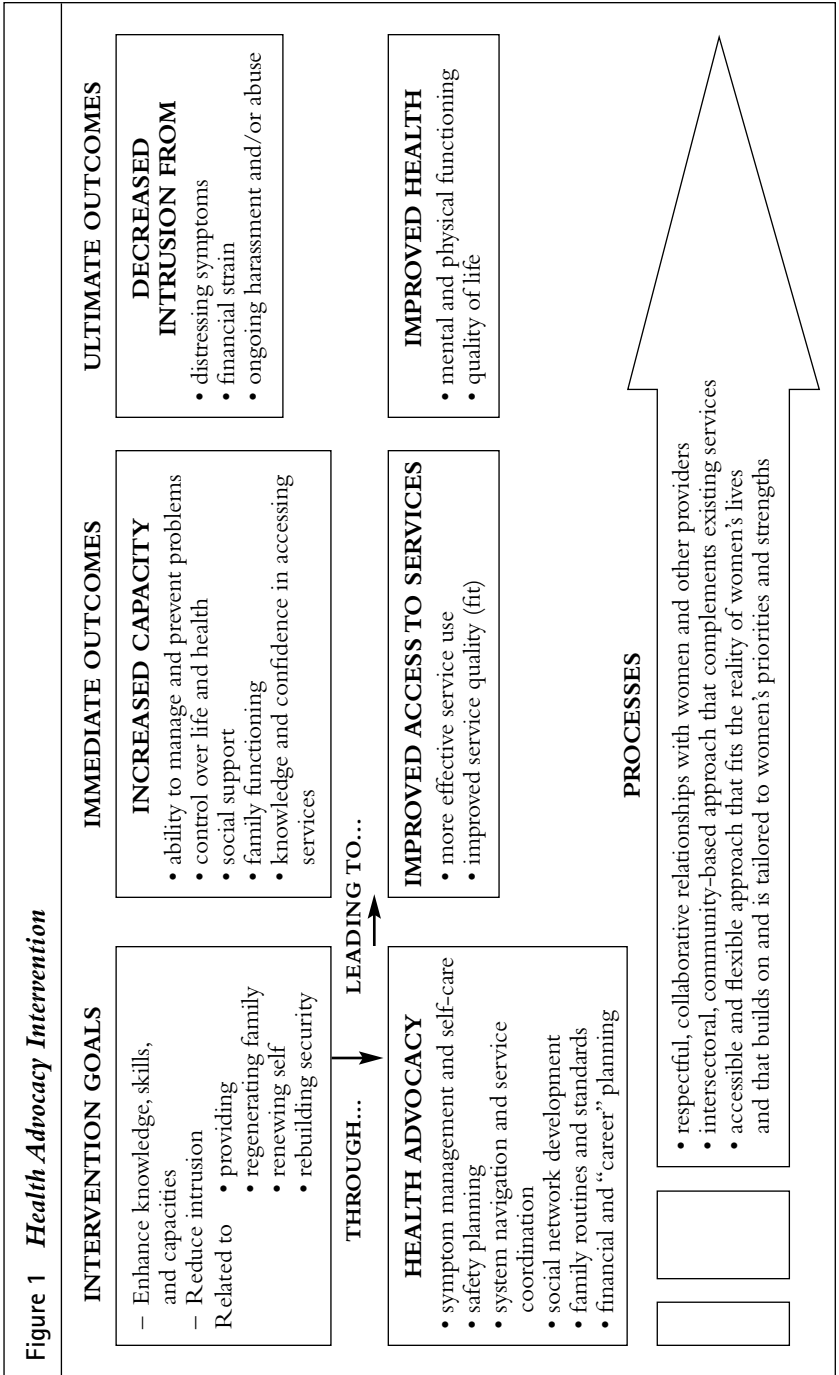 Figure 1 Health Advocacy Intervention
INTERVENTION GOALS
– Enhance knowledge, skills,
and capacities
– Reduce intrusion
Related to • providing
• regenerating family
• renewing self
• rebuilding security
THROUGH...
HEALTH ADVOCACY
• symptom management and self-care
• safety planning
• system navigation and service
coordination
• social network development
• family routines and standards
• financial and “career” planning
LEADING TO...
IMMEDIATE OUTCOMES
INCREASED CAPACITY
• ability to manage and prevent problems
• control over life and health
• social support
• family functioning
• knowledge and confidence in accessing
services
IMPROVED ACCESS TO SERVICES
• more effective service use
• improved service quality (fit)
ULTIMATE OUTCOMES
DECREASED
INTRUSION FROM
• distressing symptoms
• financial strain
• ongoing harassment and/or abuse
IMPROVED HEALTH
• mental and physical functioning
• quality of life
PROCESSES
• respectful, collaborative relationships with women and other providers
• intersectoral, community-based approach that complements existing services
• accessible and flexible approach that fits the reality of women’s lives
and that builds on and is tailored to women’s priorities and strengths